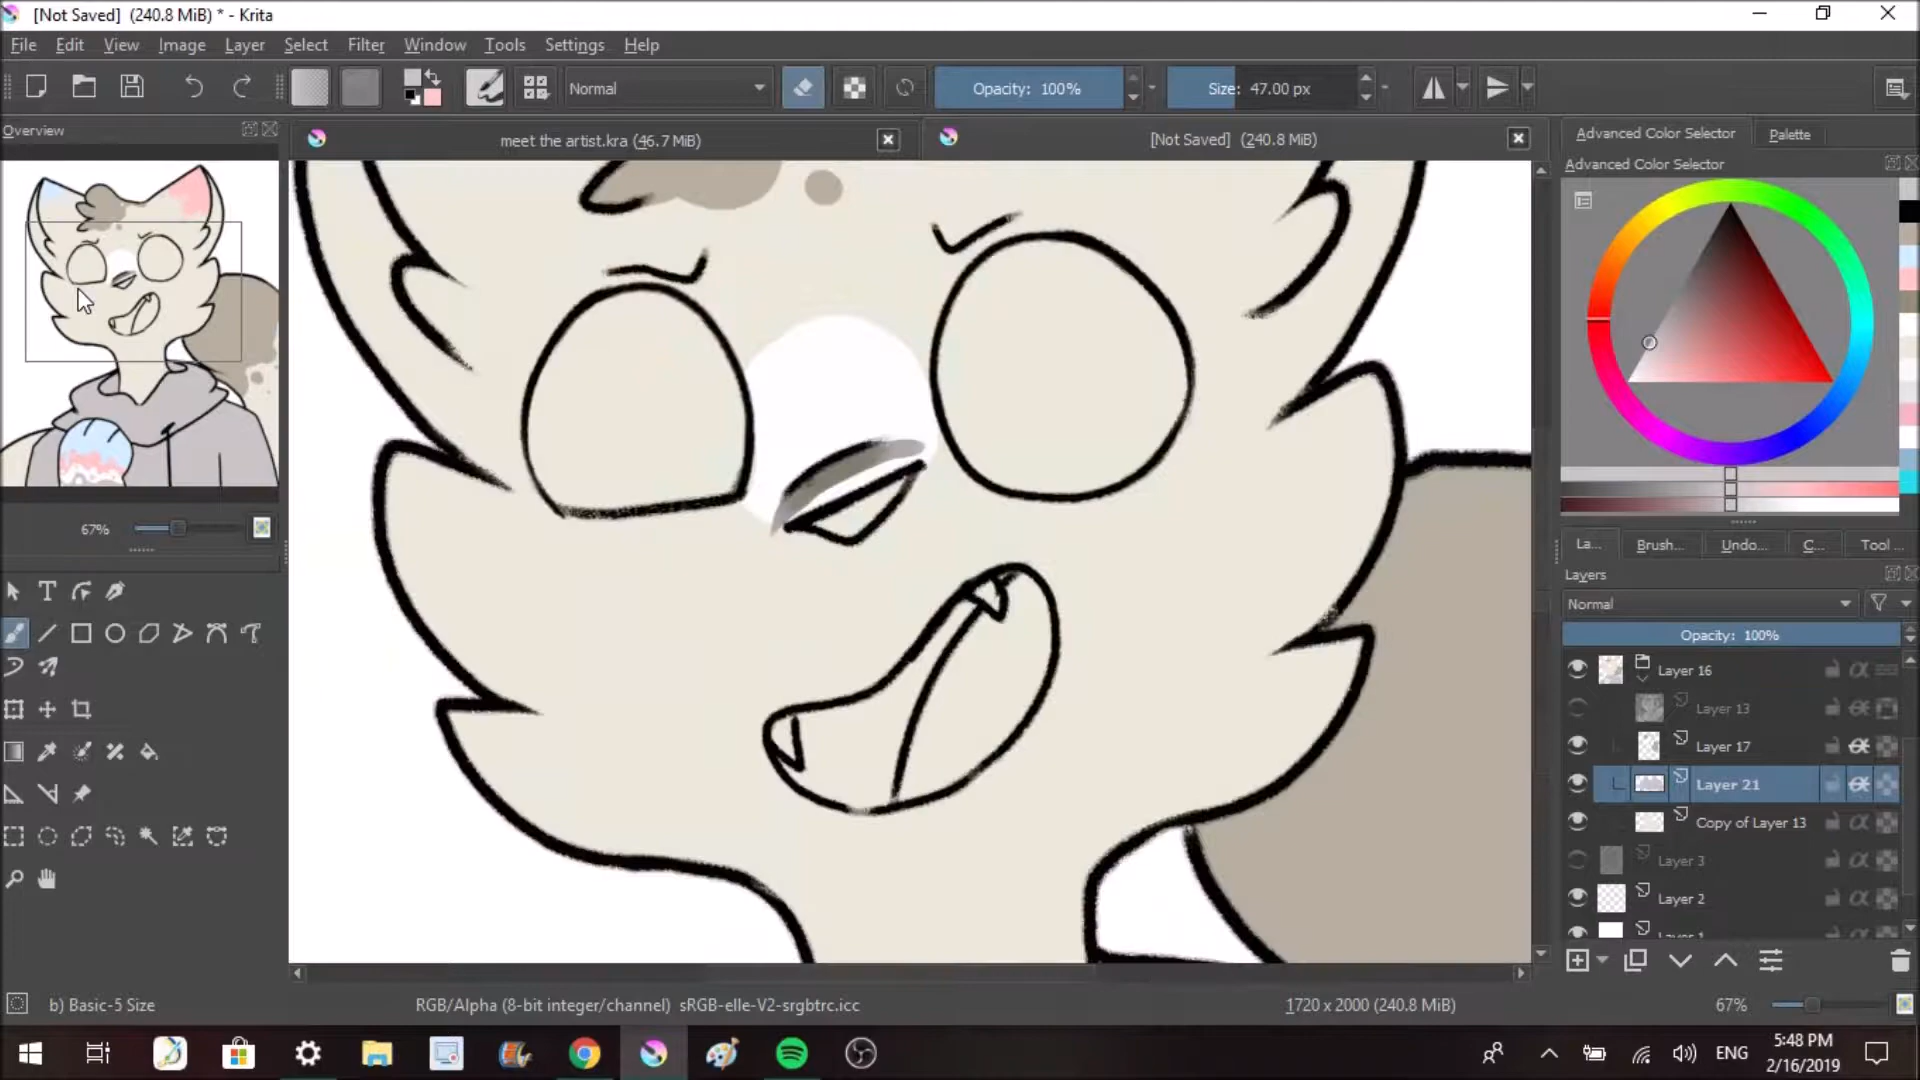 [Not Saved]  (240.8 MiB) * - Krita
File Edit View Image Layer Select Filter Window Tools Settings Help
Normal
Opacity: 100%
Size: 47.00 px
Overview
meet the artist.kra (46.7 MiB)
[Not Saved]  (240.8 MiB)
Advanced Color Selector
Palette
Advanced Color Selector
67%
La...
Brush...
Undo...
C...
Tool ...
Layers
Normal
Opacity: 100%
Layer 16
Layer 13
Layer 17
Layer 21
Copy of Layer 13
Layer 3
Layer 2
b) Basic-5 Size
RGB/Alpha (8-bit integer/channel)  sRGB-elle-V2-srgbtrc.icc
1720 x 2000 (240.8 MiB)
67%
ENG
5:48 PM
2/16/2019